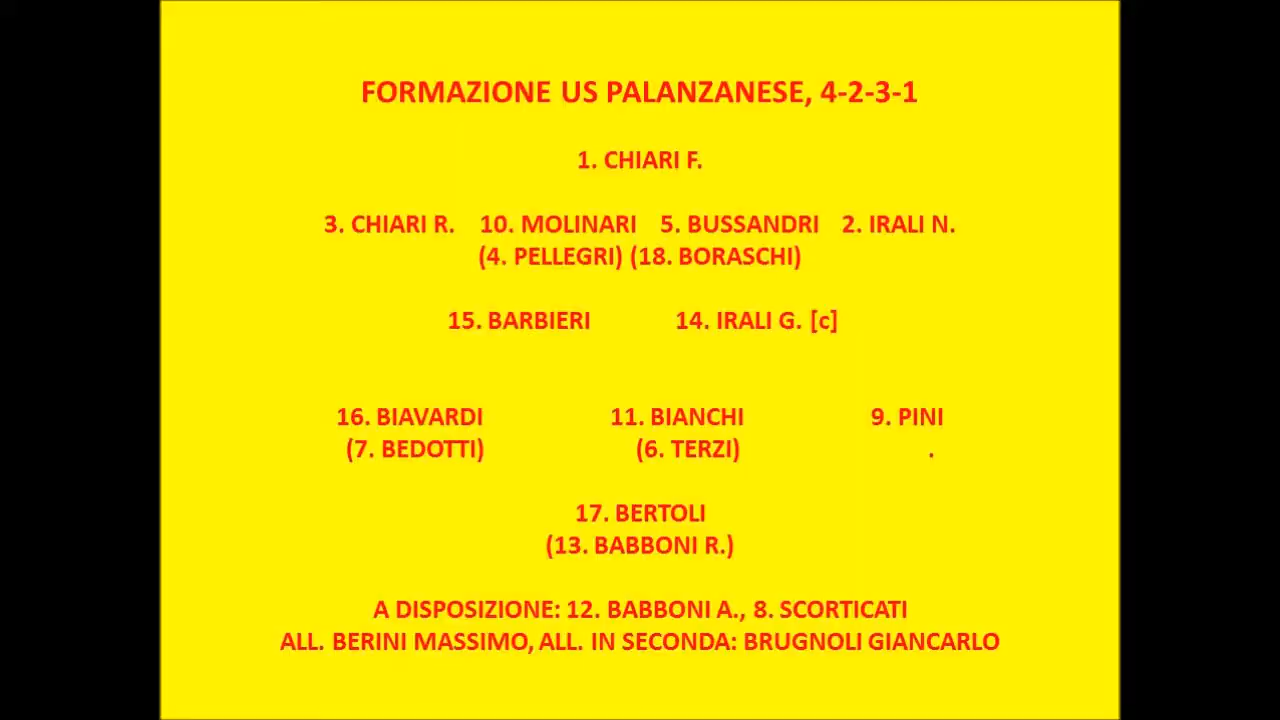 FORMAZIONE US PALANZANESE, 4-2-3-1
1. CHIARI F.
3. CHIARI R. 10. MOLINARI 5. BUSSANDRI 2. IRALI N.
(4. PELLEGRI) (18. BORASCHI)
15. BARBIERI 14. IRALI G. [c]
16. BIAVARDI 11. BIANCHI 9. PINI
(7. BEDOTTI) (6. TERZI) .
17. BERTOLI
(13. BABBONI R.)
A DISPOSIZIONE: 12. BABBONI A., 8. SCORTICATI
ALL. BERINI MASSIMO, ALL. IN SECONDA: BRUGNOLI GIANCARLO